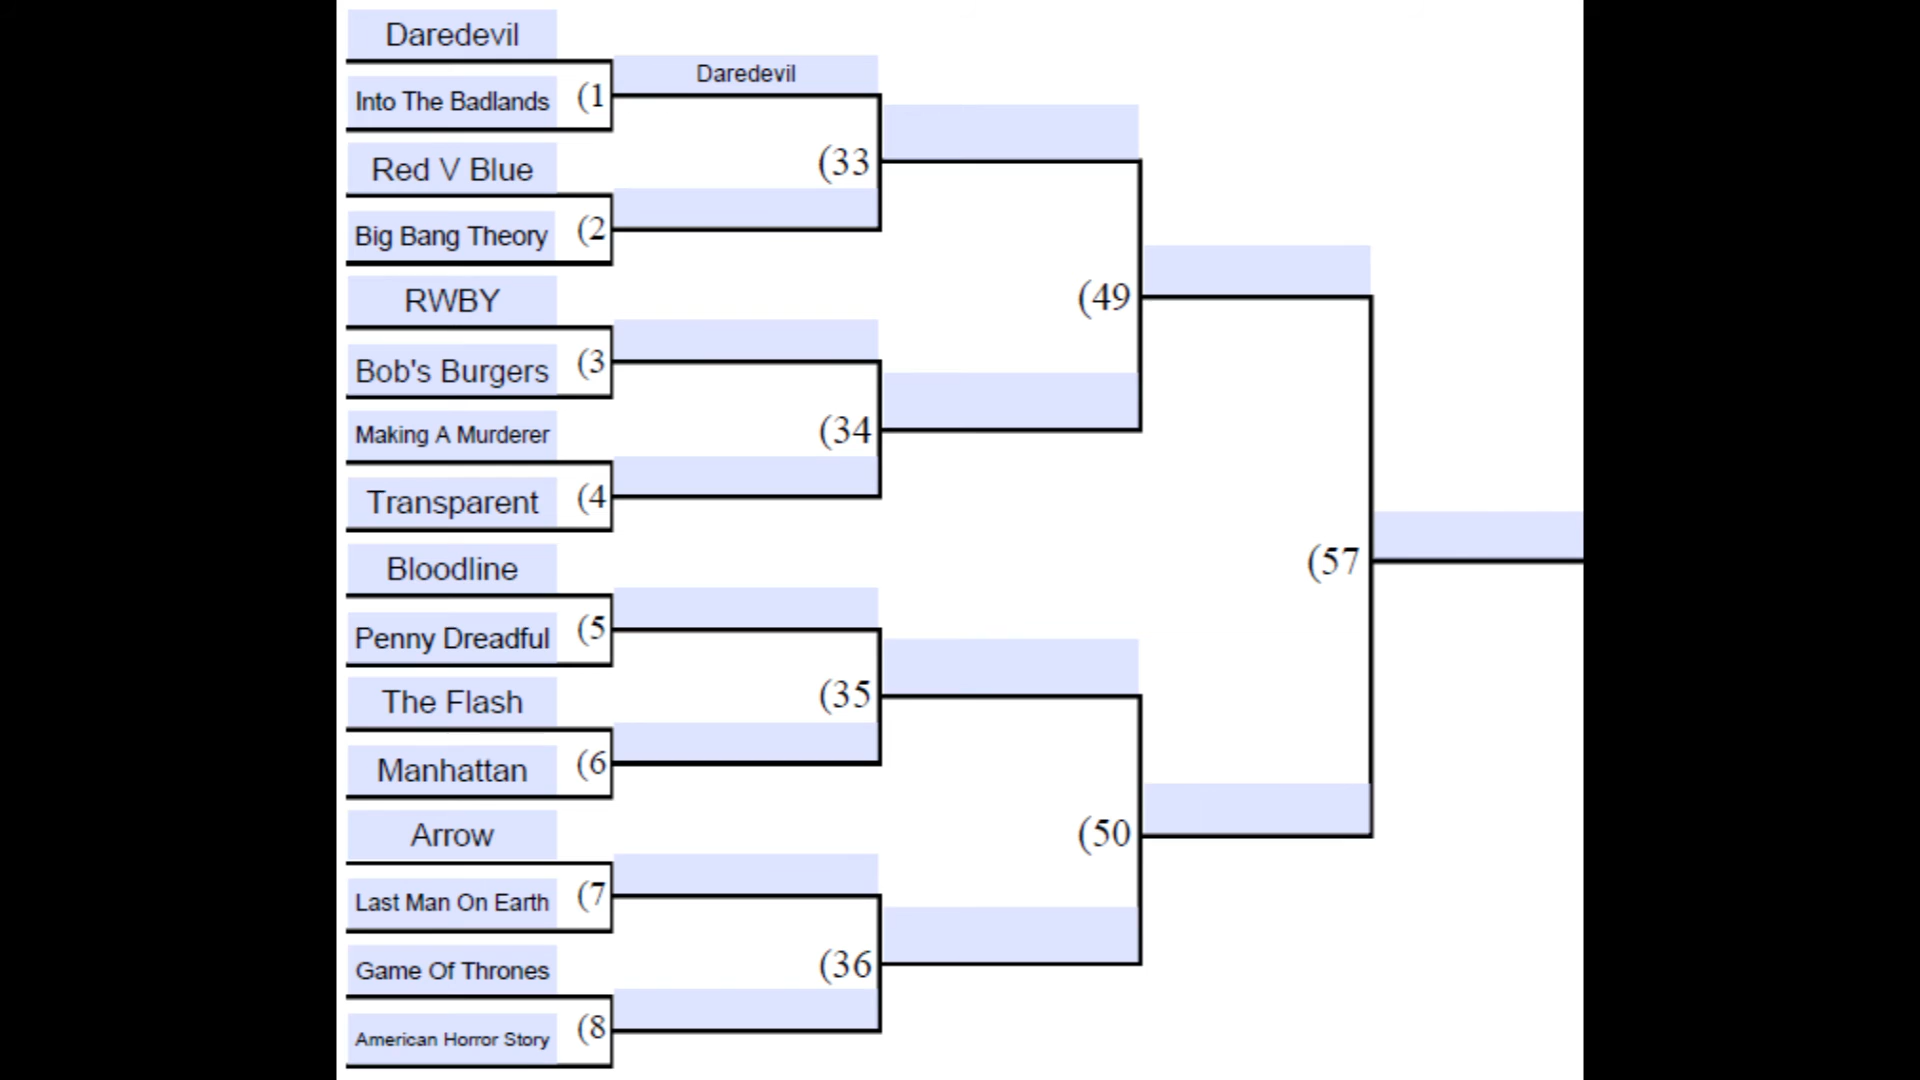 Daredevil
Into The Badlands
(1
Daredevil
(33
Red V Blue
Big Bang Theory
(2
RWBY
Bob's Burgers
(3
(34
Making A Murderer
Transparent
(4
(49
Bloodline
Penny Dreadful
(5
(35
The Flash
Manhattan
(6
Arrow
Last Man On Earth
(7
(36
Game Of Thrones
American Horror Story
(8
(50
(57